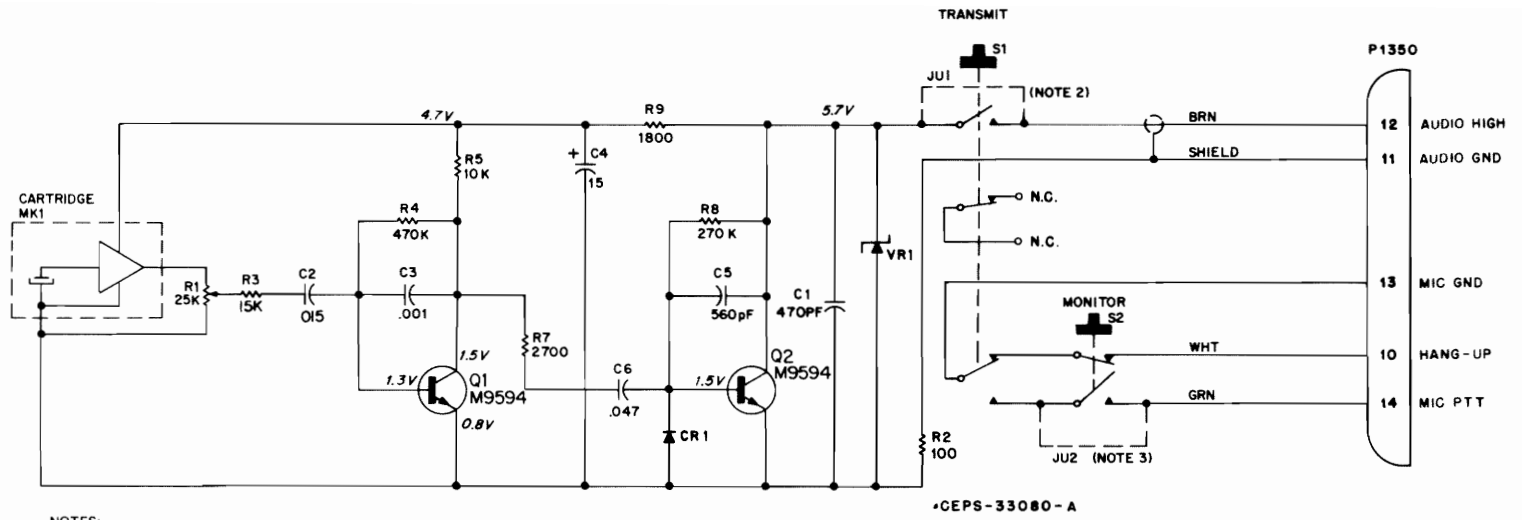 TRANSMIT
S1
P1350
JU1
(NOTE 2)
4.7V
R9
1800
5.7V
BRN
12 AUDIO HIGH
SHIELD
11 AUDIO GND
R5
10K
+ C4
15
CARTRIDGE
MK1
R4
470K
R8
270K
N.C.
N.C.
VR1
R1
25K
R3
15K
C2
.015
C3
.001
C5
560pF
C1
470PF
13 MIC GND
MONITOR
S2
R7
2700
WHT
10 HANG-UP
1.5V
1.3V
Q1
M9594
0.8V
C6
.047
1.5V
Q2
M9594
GRN
14 MIC PTT
CR1
R2
100
JU2 (NOTE 3)
CEPS-33080-A
NOTES: